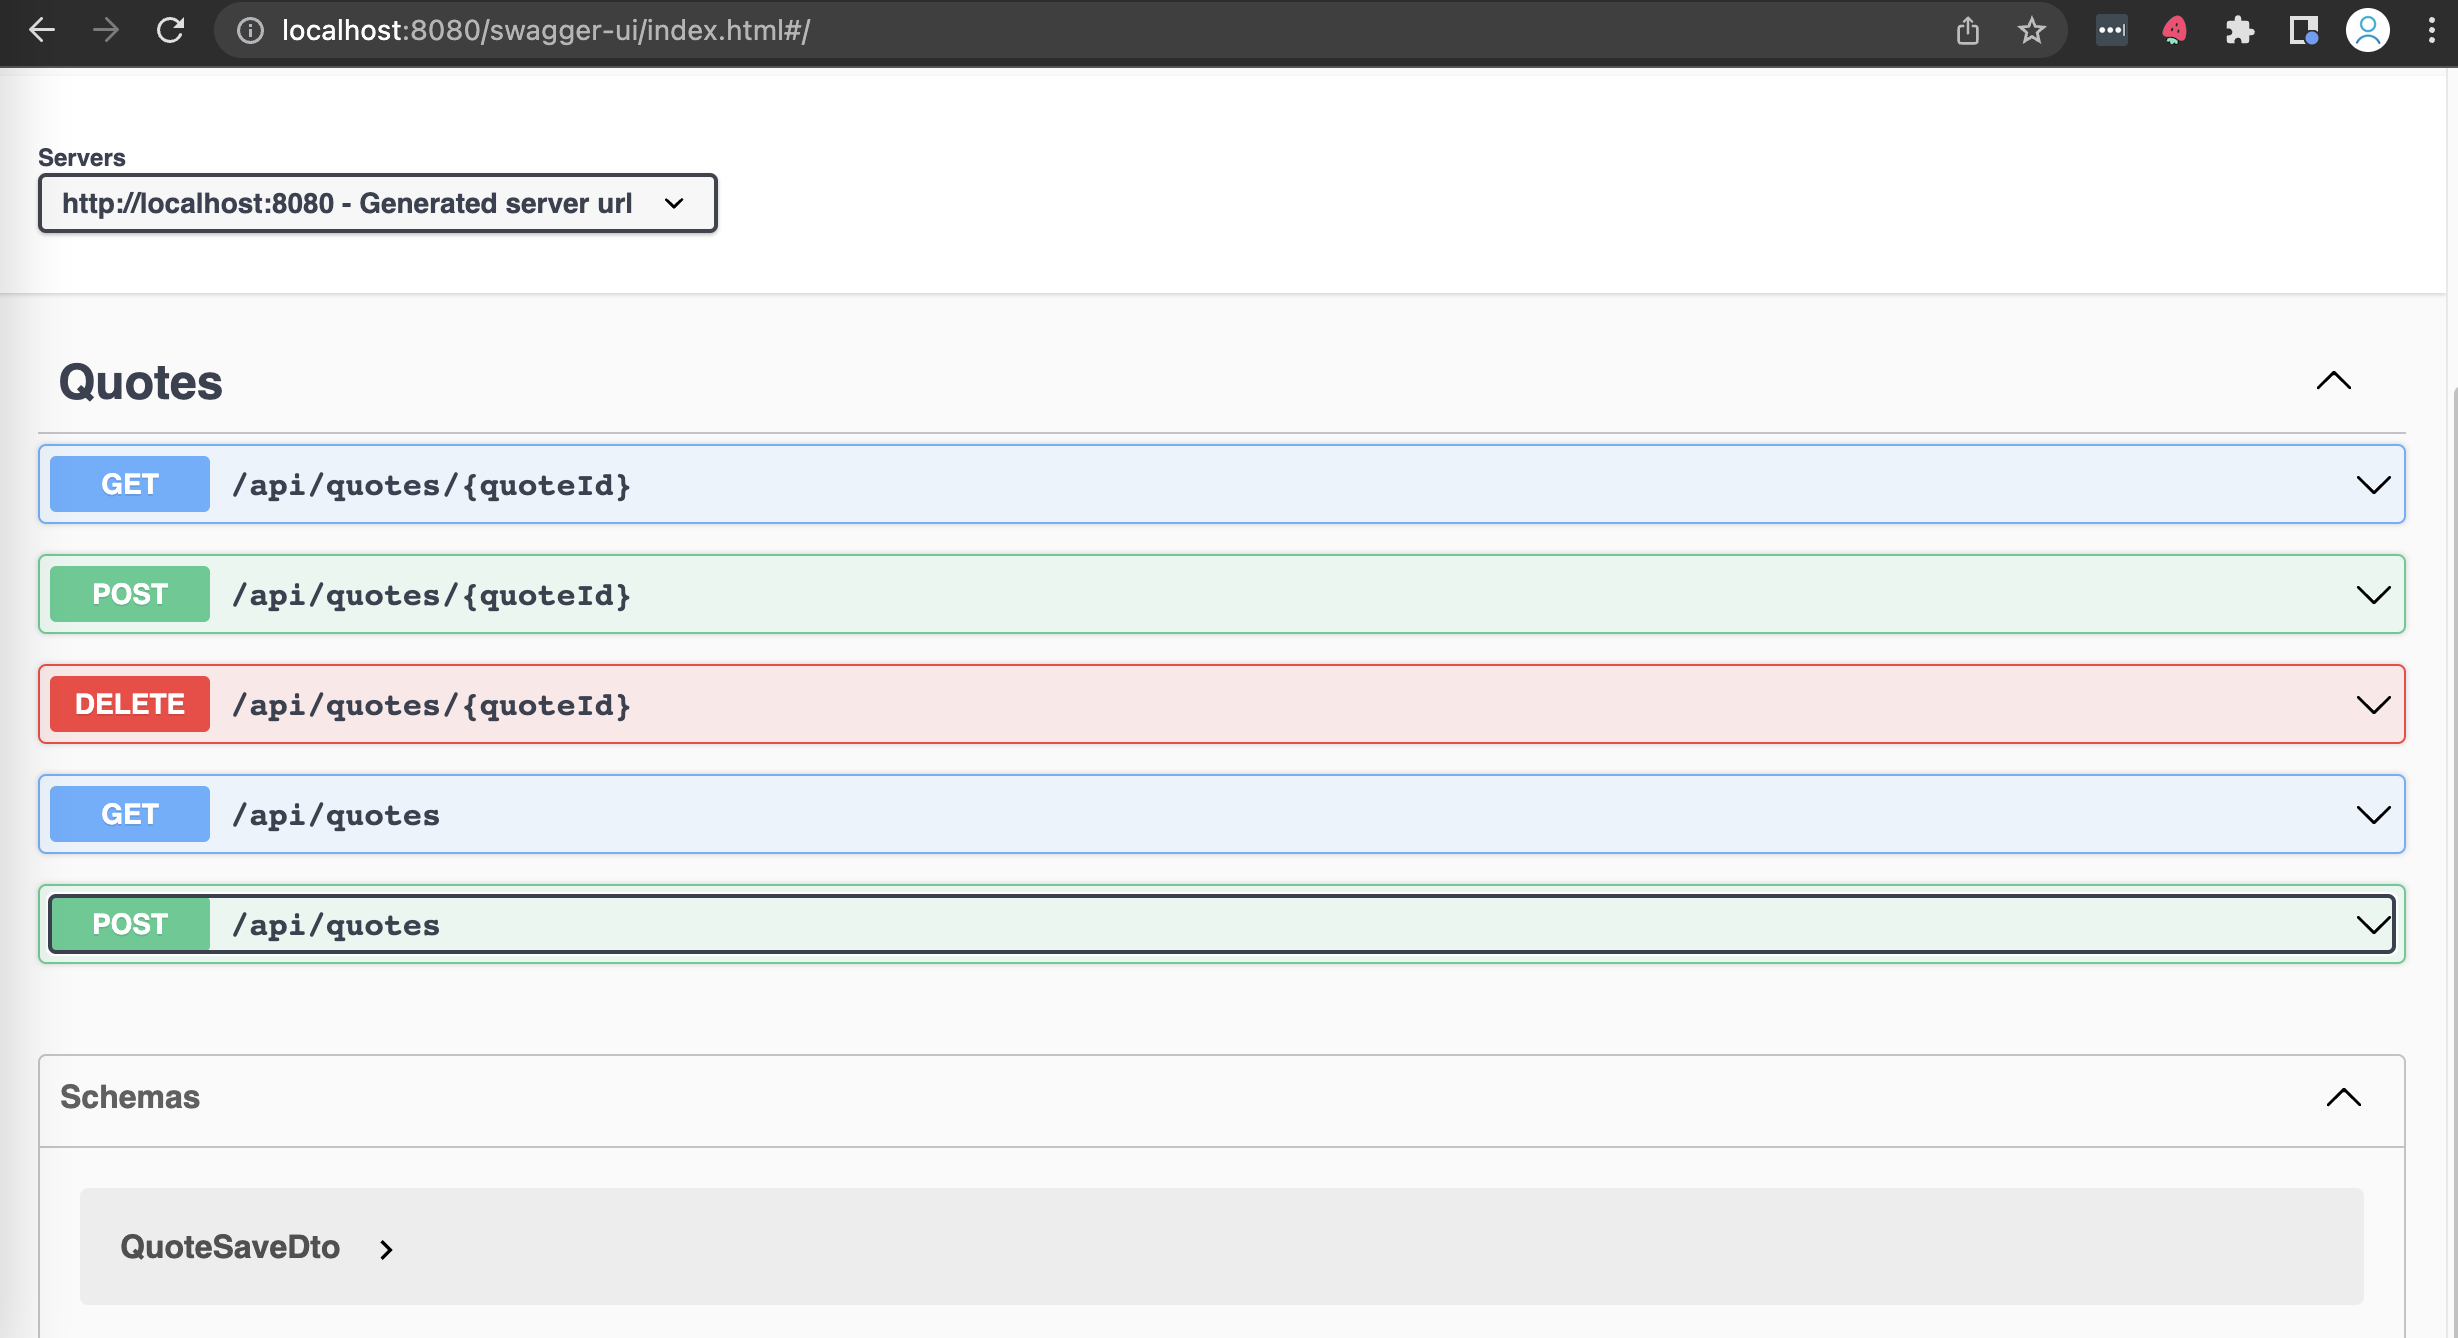 localhost:8080/swagger-ui/index.html#/
Servers
http://localhost:8080 - Generated server url
Quotes
GET /api/quotes/{quoteId}
POST /api/quotes/{quoteId}
DELETE /api/quotes/{quoteId}
GET /api/quotes
POST /api/quotes
Schemas
QuoteSaveDto